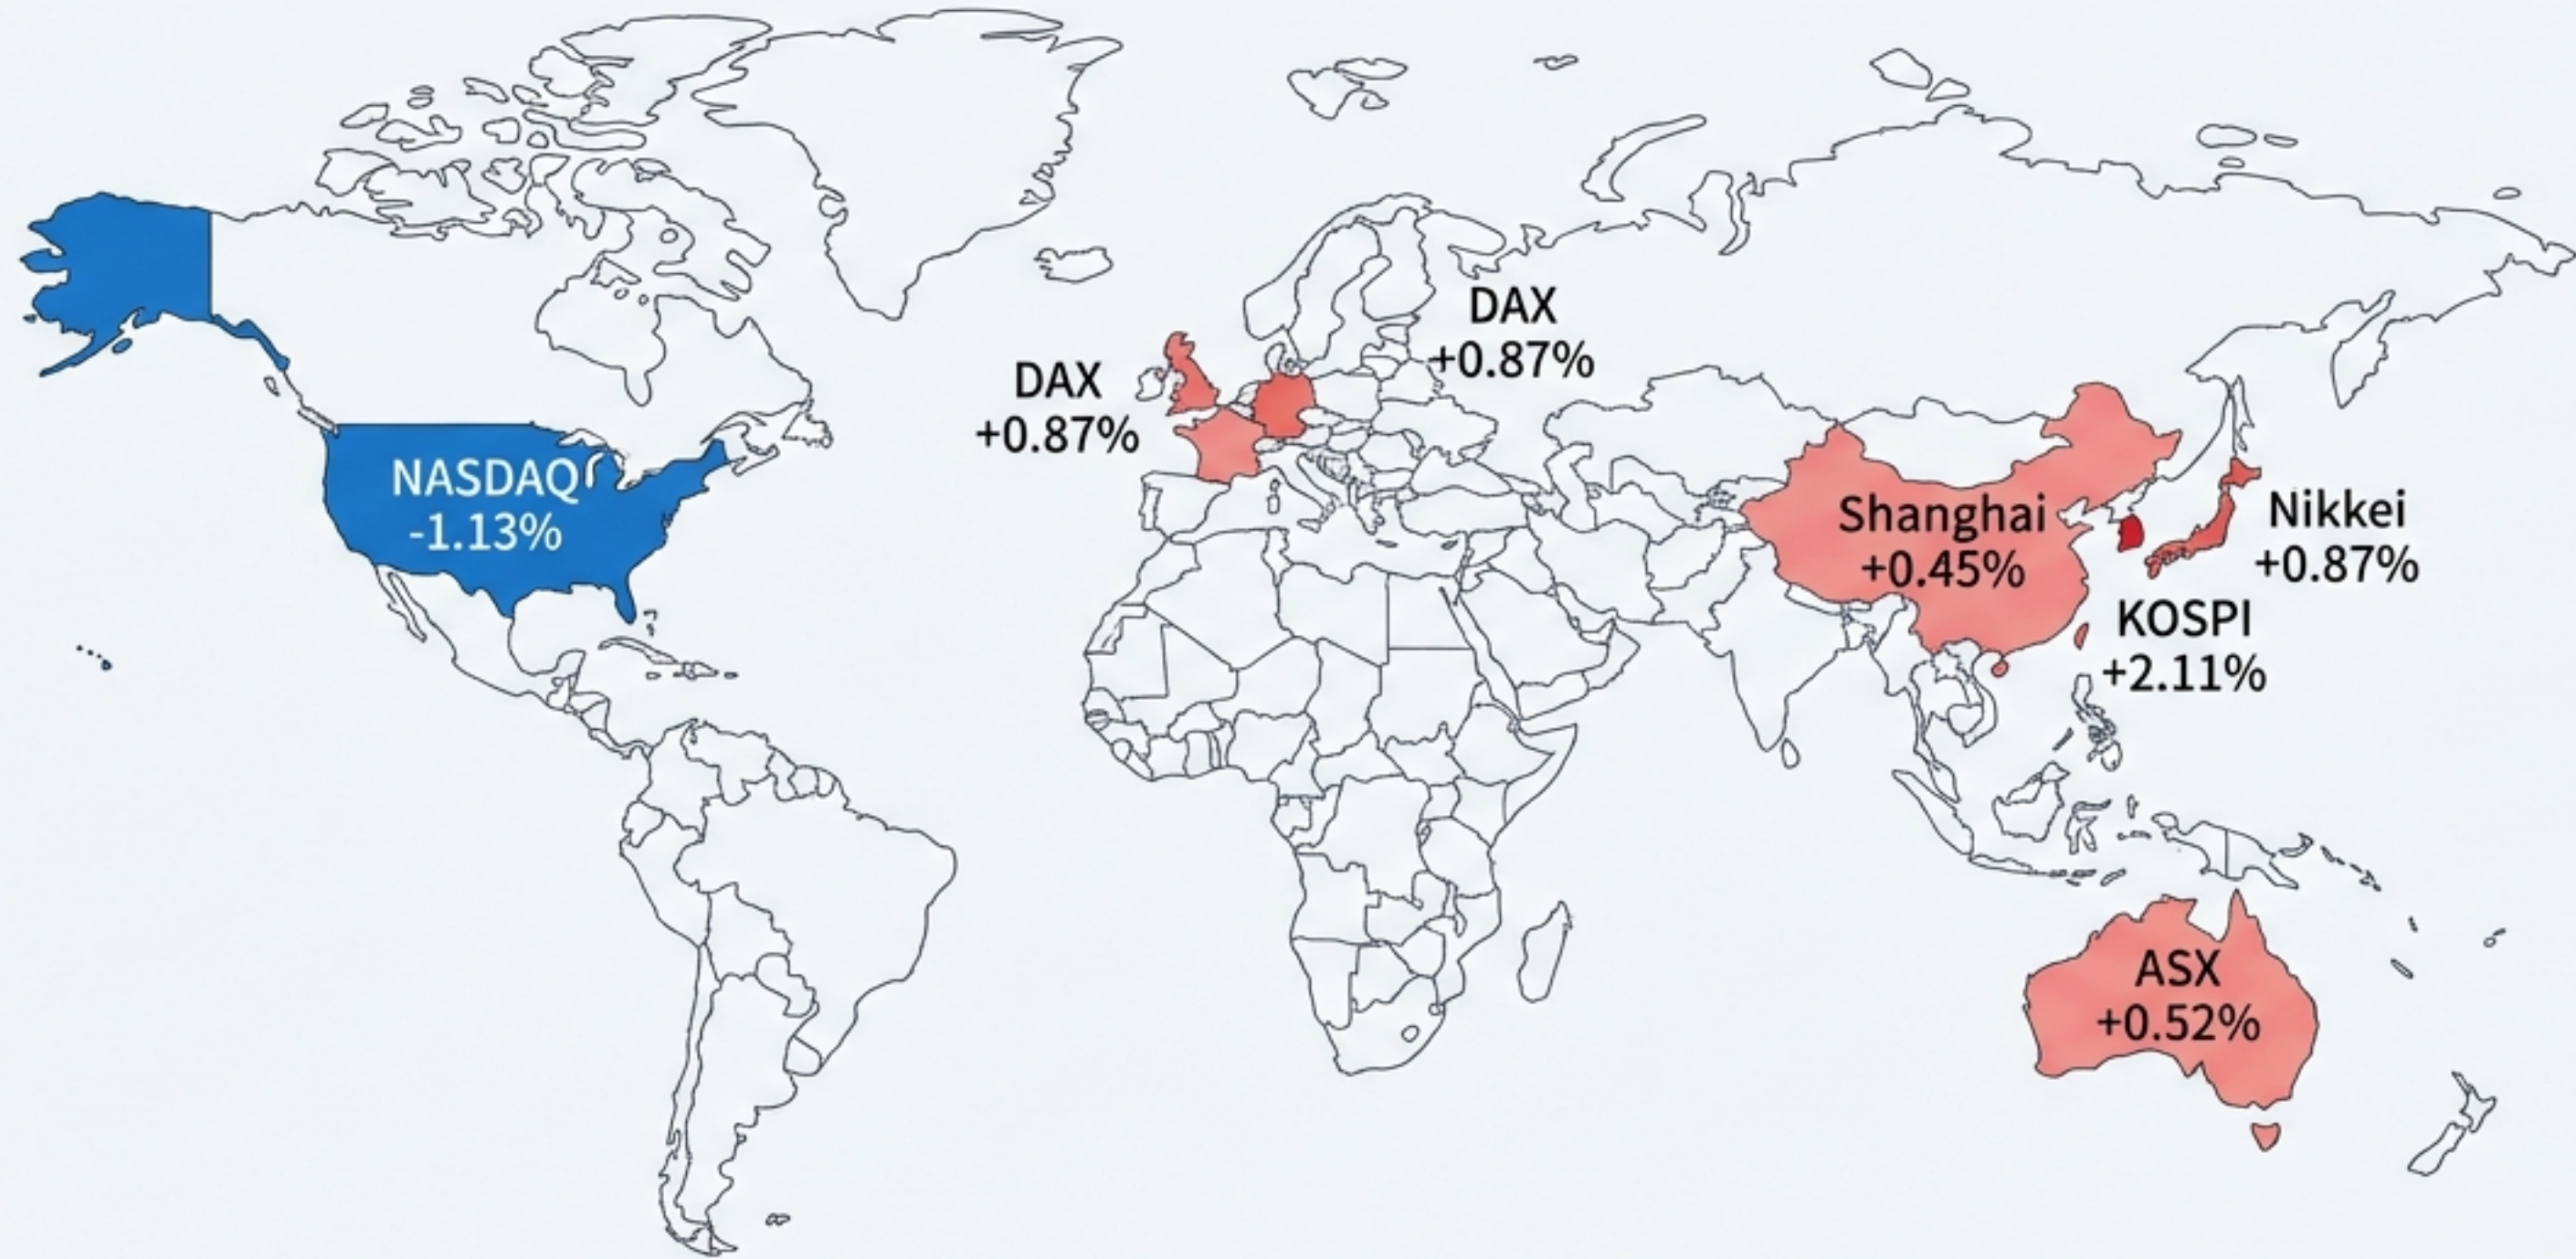 DAX
+0.87%
DAX
+0.87%
NASDAQ
-1.13%
Shanghai
+0.45%
Nikkei
+0.87%
KOSPI
+2.11%
ASX
+0.52%